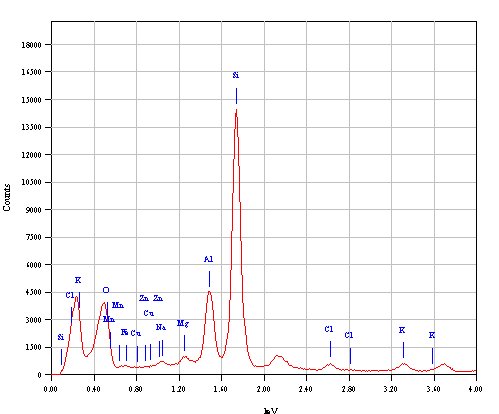 18000
16500
15000
13500
12000
10500
9000
7500
6000
4500
3000
1500
0
Counts
Si
Cl
K
O
Mn
Mn
Fe
Cu
Zn
Cu
Zn
Na
Mg
Al
Si
Cl
Cl
K
K
0.00 0.40 0.80 1.20 1.60 2.00 2.40 2.80 3.20 3.60 4.00
keV